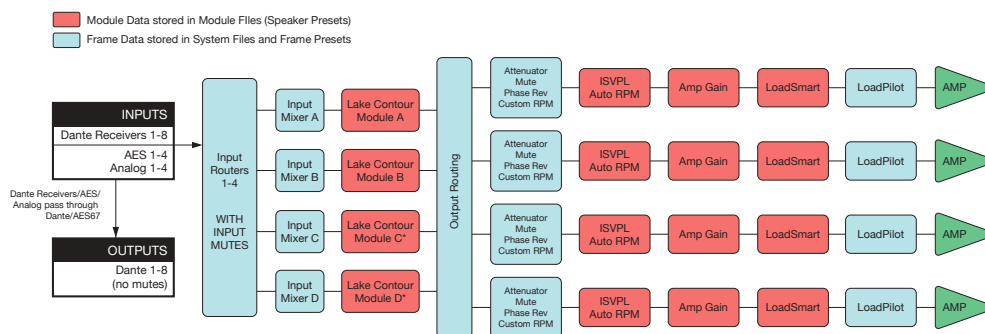 Module Data stored in Module FIles (Speaker Presets)
Frame Data stored in System Files and Frame Presets
INPUTS
Dante Receivers 1-8
AES 1-4
Analog 1-4
Dante Receivers/AES/
Analog pass through
Dante/AES67
OUTPUTS
Dante 1-8
(no mutes)
Input
Routers
1-4
WITH
INPUT
MUTES
Input
Mixer A
Lake Contour
Module A
Input
Mixer B
Lake Contour
Module B
Input
Mixer C
Lake Contour
Module C*
Input
Mixer D
Lake Contour
Module D*
Output Routing
Attenuator
Mute
Phase Rev
Custom RPM
ISVPL
Auto RPM
Amp Gain
LoadSmart
LoadPilot
AMP
Attenuator
Mute
Phase Rev
Custom RPM
ISVPL
Auto RPM
Amp Gain
LoadSmart
LoadPilot
AMP
Attenuator
Mute
Phase Rev
Custom RPM
ISVPL
Auto RPM
Amp Gain
LoadSmart
LoadPilot
AMP
Attenuator
Mute
Phase Rev
Custom RPM
ISVPL
Auto RPM
Amp Gain
LoadSmart
LoadPilot
AMP